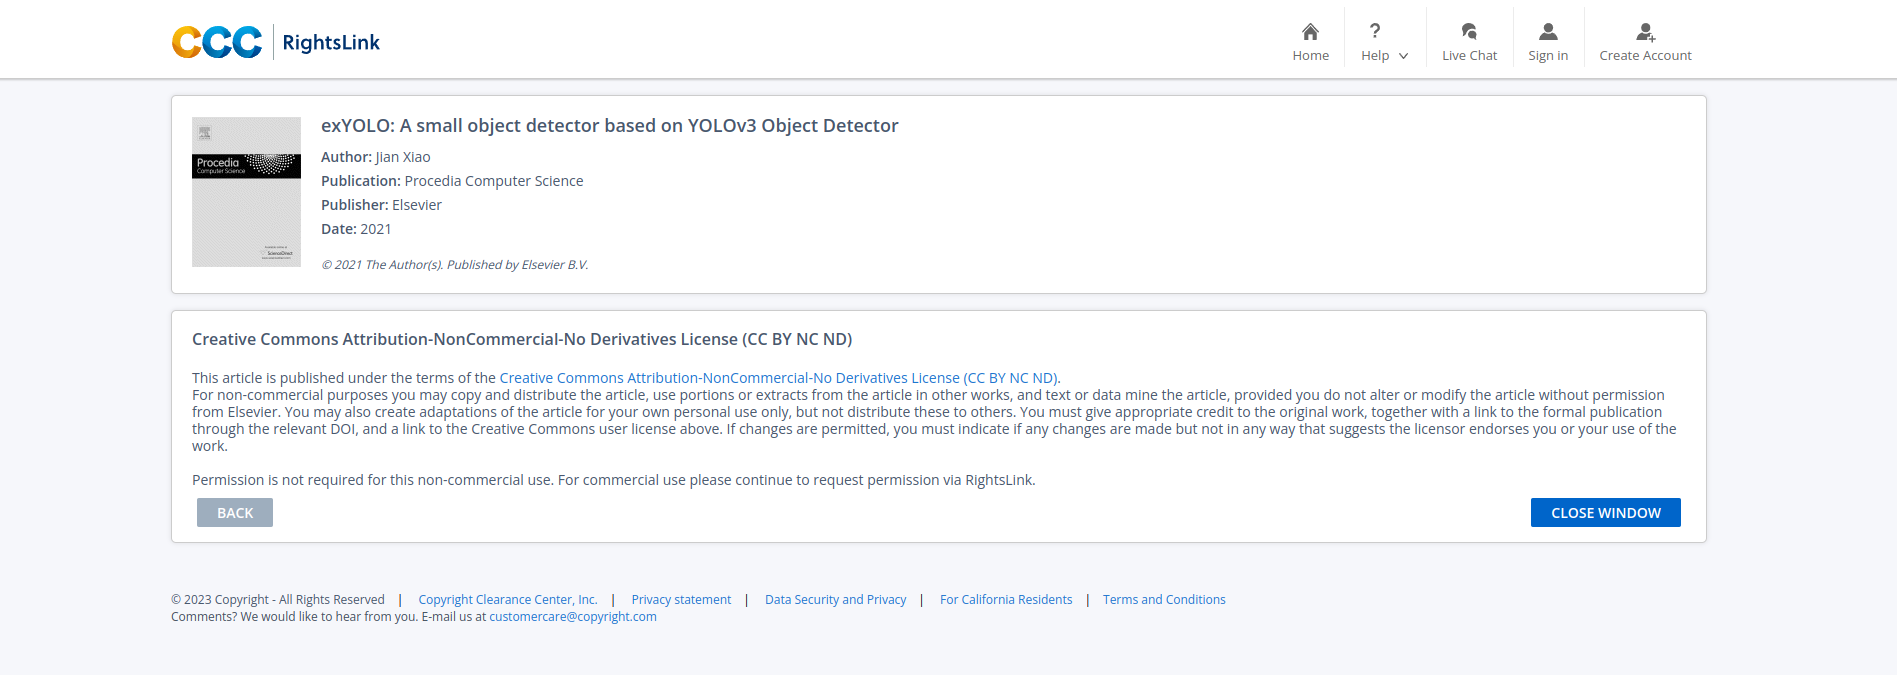 CCC RightsLink
Home
Help
Live Chat
Sign in
Create Account
Procedia
Computer Science
ScienceDirect
exYOLO: A small object detector based on YOLOv3 Object Detector
Author: Jian Xiao
Publication: Procedia Computer Science
Publisher: Elsevier
Date: 2021
© 2021 The Author(s). Published by Elsevier B.V.
Creative Commons Attribution-NonCommercial-No Derivatives License (CC BY NC ND)
This article is published under the terms of the Creative Commons Attribution-NonCommercial-No Derivatives License (CC BY NC ND).
For non-commercial purposes you may copy and distribute the article, use portions or extracts from the article in other works, and text or data mine the article, provided you do not alter or modify the article without permission
from Elsevier. You may also create adaptations of the article for your own personal use only, but not distribute these to others. You must give appropriate credit to the original work, together with a link to the formal publication
through the relevant DOI, and a link to the Creative Commons user license above. If changes are permitted, you must indicate if any changes are made but not in any way that suggests the licensor endorses you or your use of the
work.
Permission is not required for this non-commercial use. For commercial use please continue to request permission via RightsLink.
BACK
CLOSE WINDOW
© 2023 Copyright - All Rights Reserved | Copyright Clearance Center, Inc. | Privacy statement | Data Security and Privacy | For California Residents | Terms and Conditions
Comments? We would like to hear from you. E-mail us at customercare@copyright.com